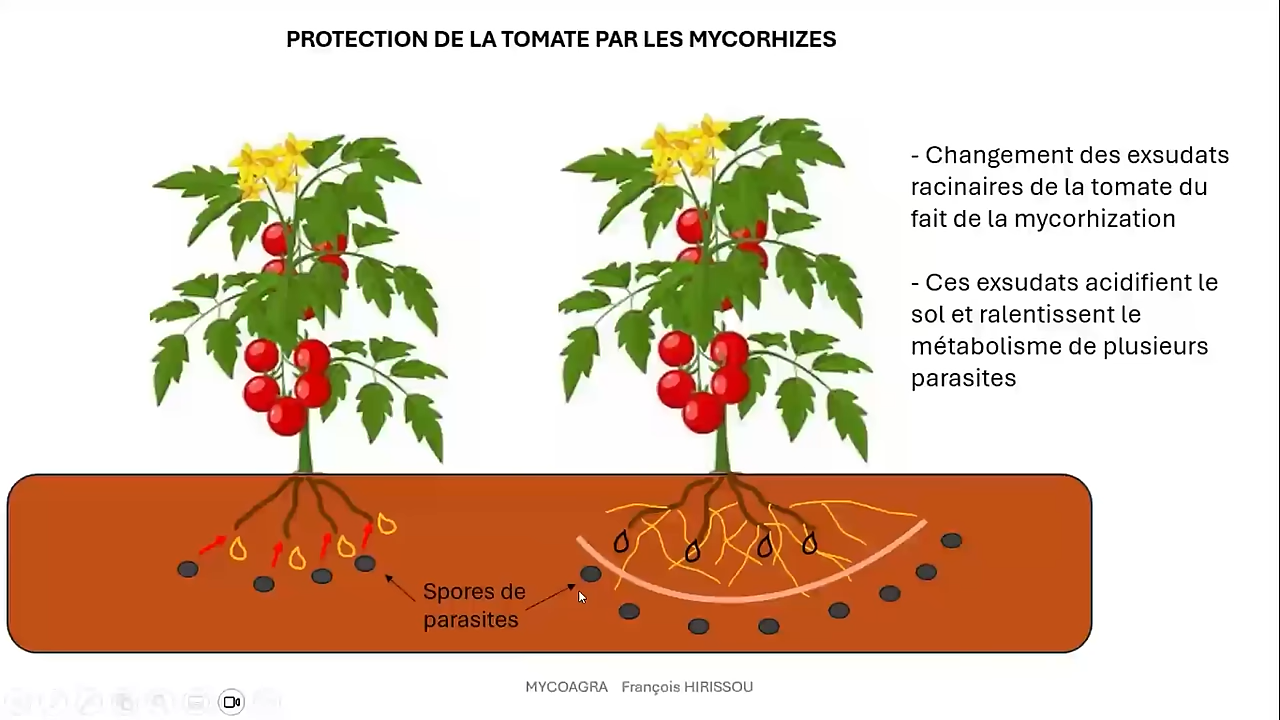 PROTECTION DE LA TOMATE PAR LES MYCORHIZES
- Changement des exsudats
racinaires de la tomate du
fait de la mycorhization
- Ces exsudats acidifient le
sol et ralentissent le
métabolisme de plusieurs
parasites
Spores de
parasites
MYCOAGRA François HIRISSOU